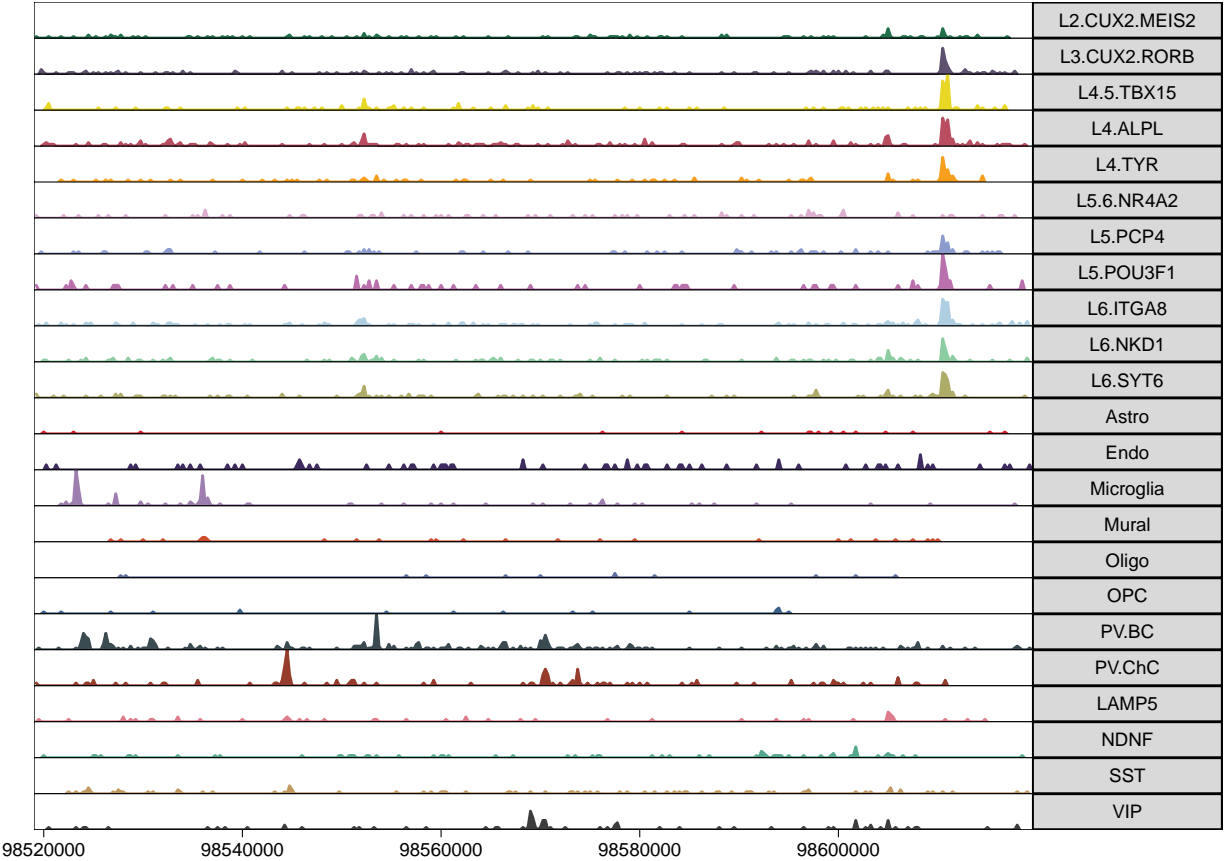 L2.CUX2.MEIS2
L3.CUX2.RORB
L4.5.TBX15
L4.ALPL
L4.TYR
L5.6.NR4A2
L5.PCP4
L5.POU3F1
L6.ITGA8
L6.NKD1
L6.SYT6
Astro
Endo
Microglia
Mural
Oligo
OPC
PV.BC
PV.ChC
LAMP5
NDNF
SST
VIP
98520000 98540000 98560000 98580000 98600000